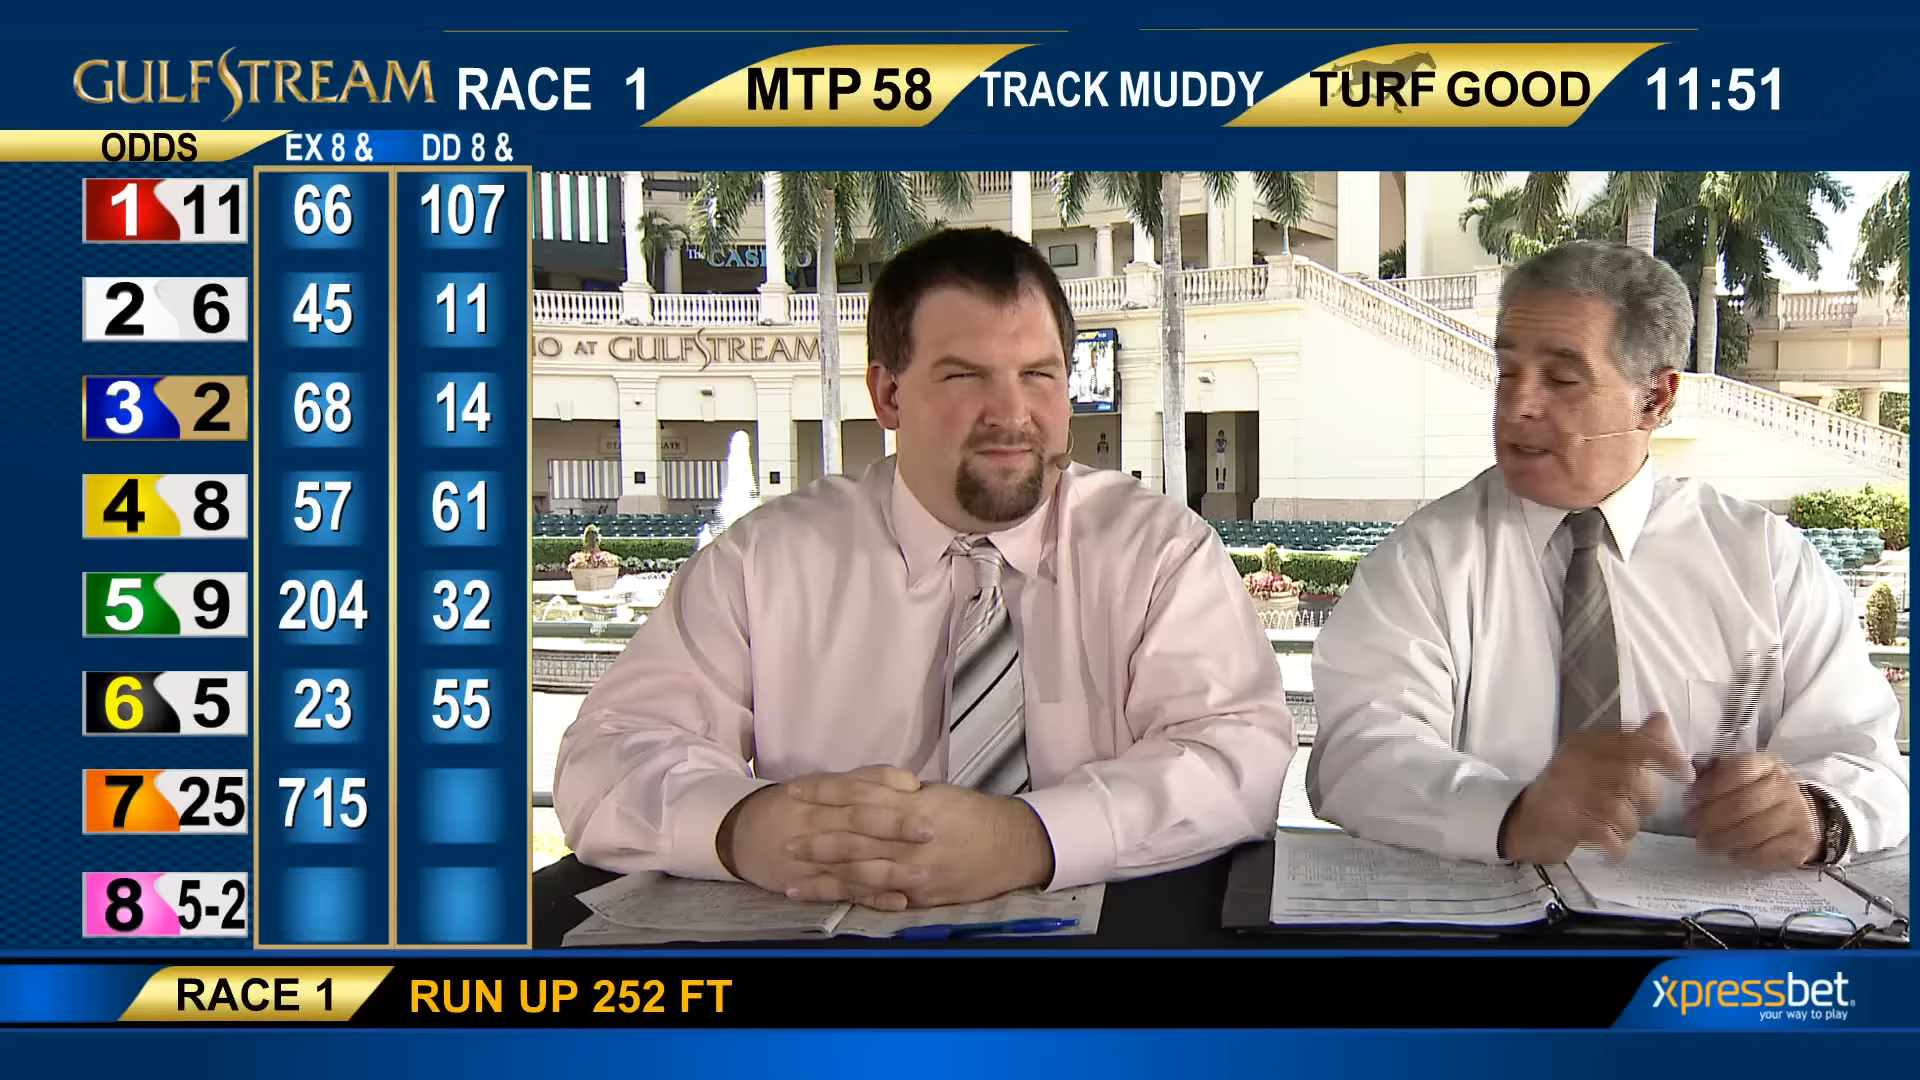 GULFSTREAM RACE 1 MTP 58 TRACK MUDDY TURF GOOD 11:51
ODDS EX 8 & DD 8 &
1 11 66 107
2 6 45 11
3 2 68 14
4 8 57 61
5 9 204 32
6 5 23 55
7 25 715
8 5-2
The CASINO
IO AT GULFSTREAM
RACE 1 RUN UP 252 FT
xpressbet
your way to play